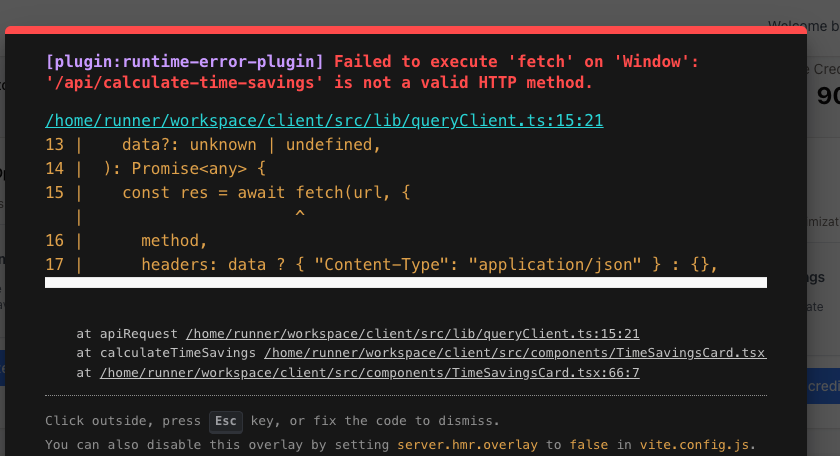 Welcome b
[plugin:runtime-error-plugin] Failed to execute 'fetch' on 'Window':
'/api/calculate-time-savings' is not a valid HTTP method.
/home/runner/workspace/client/src/lib/queryClient.ts:15:21
13 |    data?: unknown | undefined,
14 |  ): Promise<any> {
15 |    const res = await fetch(url, {
|                       ^
16 |      method,
17 |      headers: data ? { "Content-Type": "application/json" } : {},
at apiRequest /home/runner/workspace/client/src/lib/queryClient.ts:15:21
at calculateTimeSavings /home/runner/workspace/client/src/components/TimeSavingsCard.tsx
at /home/runner/workspace/client/src/components/TimeSavingsCard.tsx:66:7
Click outside, press Esc key, or fix the code to dismiss.
You can also disable this overlay by setting server.hmr.overlay to false in vite.config.js.
e Cred
90
mizat
ngs
ate
credi